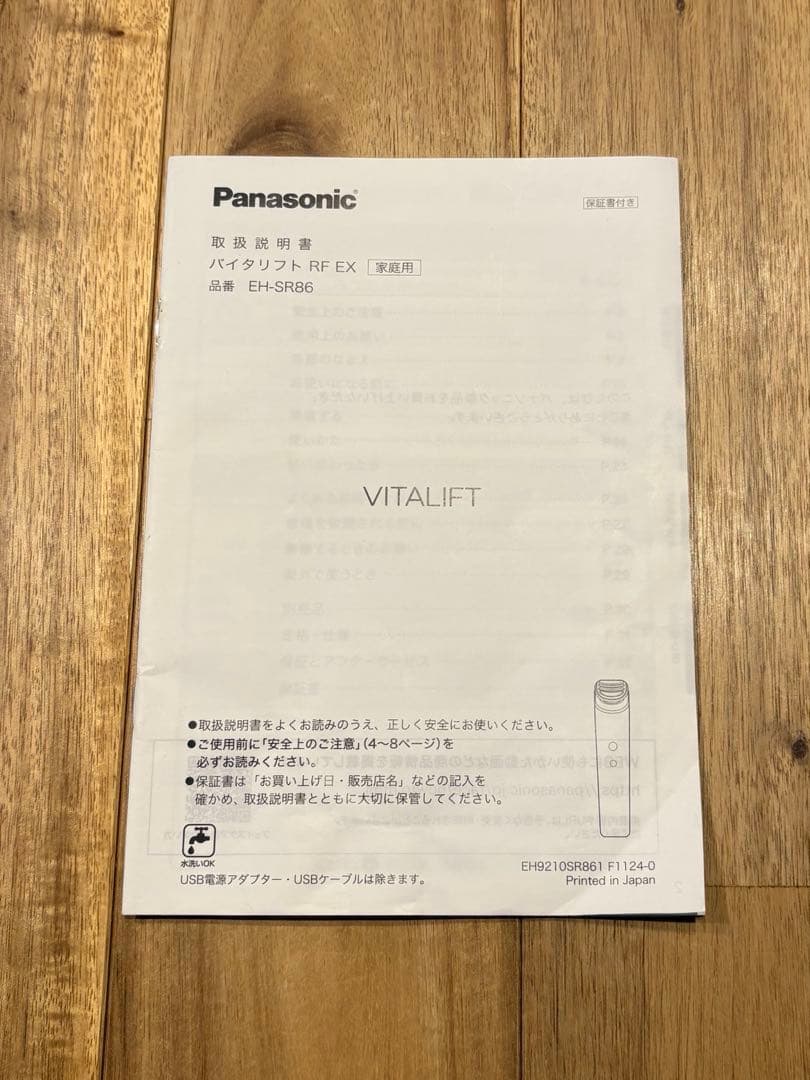 Panasonic®
保証書付き
取扱説明書
バイタリフト RF EX 家庭用
品番 EH-SR86
VITALIFT
●取扱説明書をよくお読みのうえ、正しく安全にお使いください。
●ご使用前に「安全上のご注意」(4~8ページ)を
必ずお読みください。
●保証書は「お買い上げ日・販売店名」などの記入を
確かめ、取扱説明書とともに大切に保管してください。
水洗いOK
USB電源アダプター・USBケーブルは除きます。
EH9210SR861 F1124-0
Printed in Japan